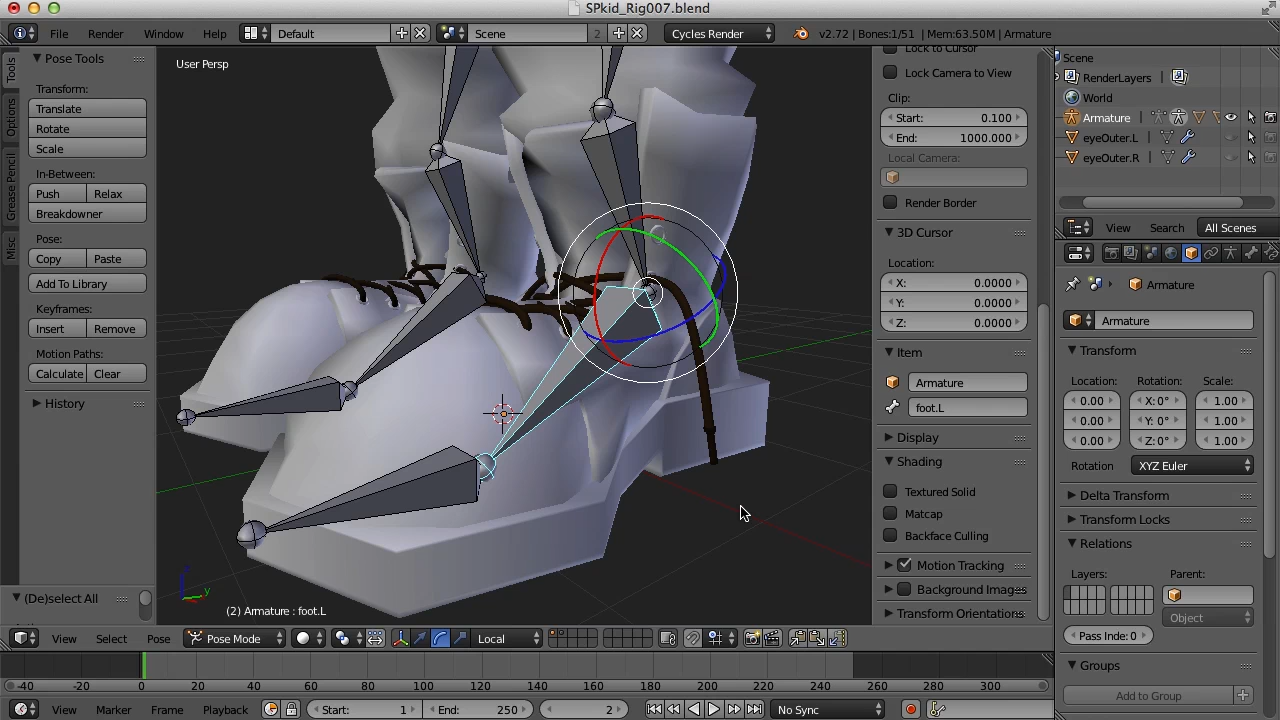 SPkid_Rig007.blend
File Render Window Help Default Scene 2 Cycles Render v2.72 | Bones:1/51 | Mem:63.50M | Armature
Tools
Options
Grease Pencil
Misc
Pose Tools
Transform:
Translate
Rotate
Scale
In-Between:
Push Relax
Breakdowner
Pose:
Copy Paste
Add To Library
Keyframes:
Insert Remove
Motion Paths:
Calculate Clear
History
(De)select All
User Persp
z
y
(2) Armature : foot.L
Lock to Cursor
Lock Camera to View
Clip:
Start: 0.100
End: 1000.000
Local Camera:
Render Border
3D Cursor
Location:
X: 0.0000
Y: 0.0000
Z: 0.0000
Item
Armature
foot.L
Display
Shading
Textured Solid
Matcap
Backface Culling
Motion Tracking
Background Images
Transform Orientations
Scene
RenderLayers
World
Armature
eyeOuter.L
eyeOuter.R
View Search All Scenes
Armature
Armature
Transform
Location: Rotation: Scale:
0.00 X: 0° 1.00
0.00 Y: 0° 1.00
0.00 Z: 0° 1.00
Rotation XYZ Euler
Delta Transform
Transform Locks
Relations
Layers: Parent:
Object
Pass Inde: 0
Groups
Add to Group
View Select Pose Pose Mode Local
-40 -20 0 20 40 60 80 100 120 140 160 180 200 220 240 260 280 300
View Marker Frame Playback Start: 1 End: 250 2 No Sync